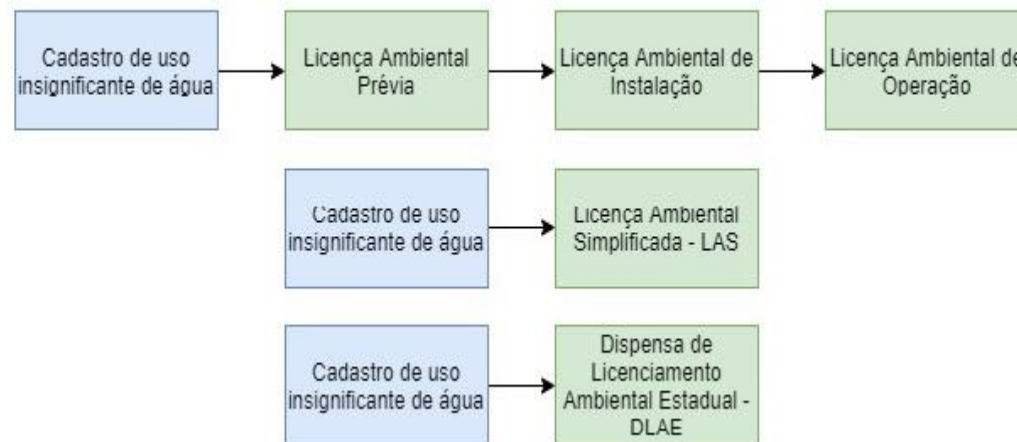 Cadastro de uso
insignificante de água
Licença Ambiental
Prévia
Licença Ambiental de
Instalação
Licença Ambiental de
Operação
Cadastro de uso
insignificante de água
Licença Ambiental
Simplificada - LAS
Cadastro de uso
insignificante de água
Dispensa de
Licenciamento
Ambiental Estadual -
DLAE